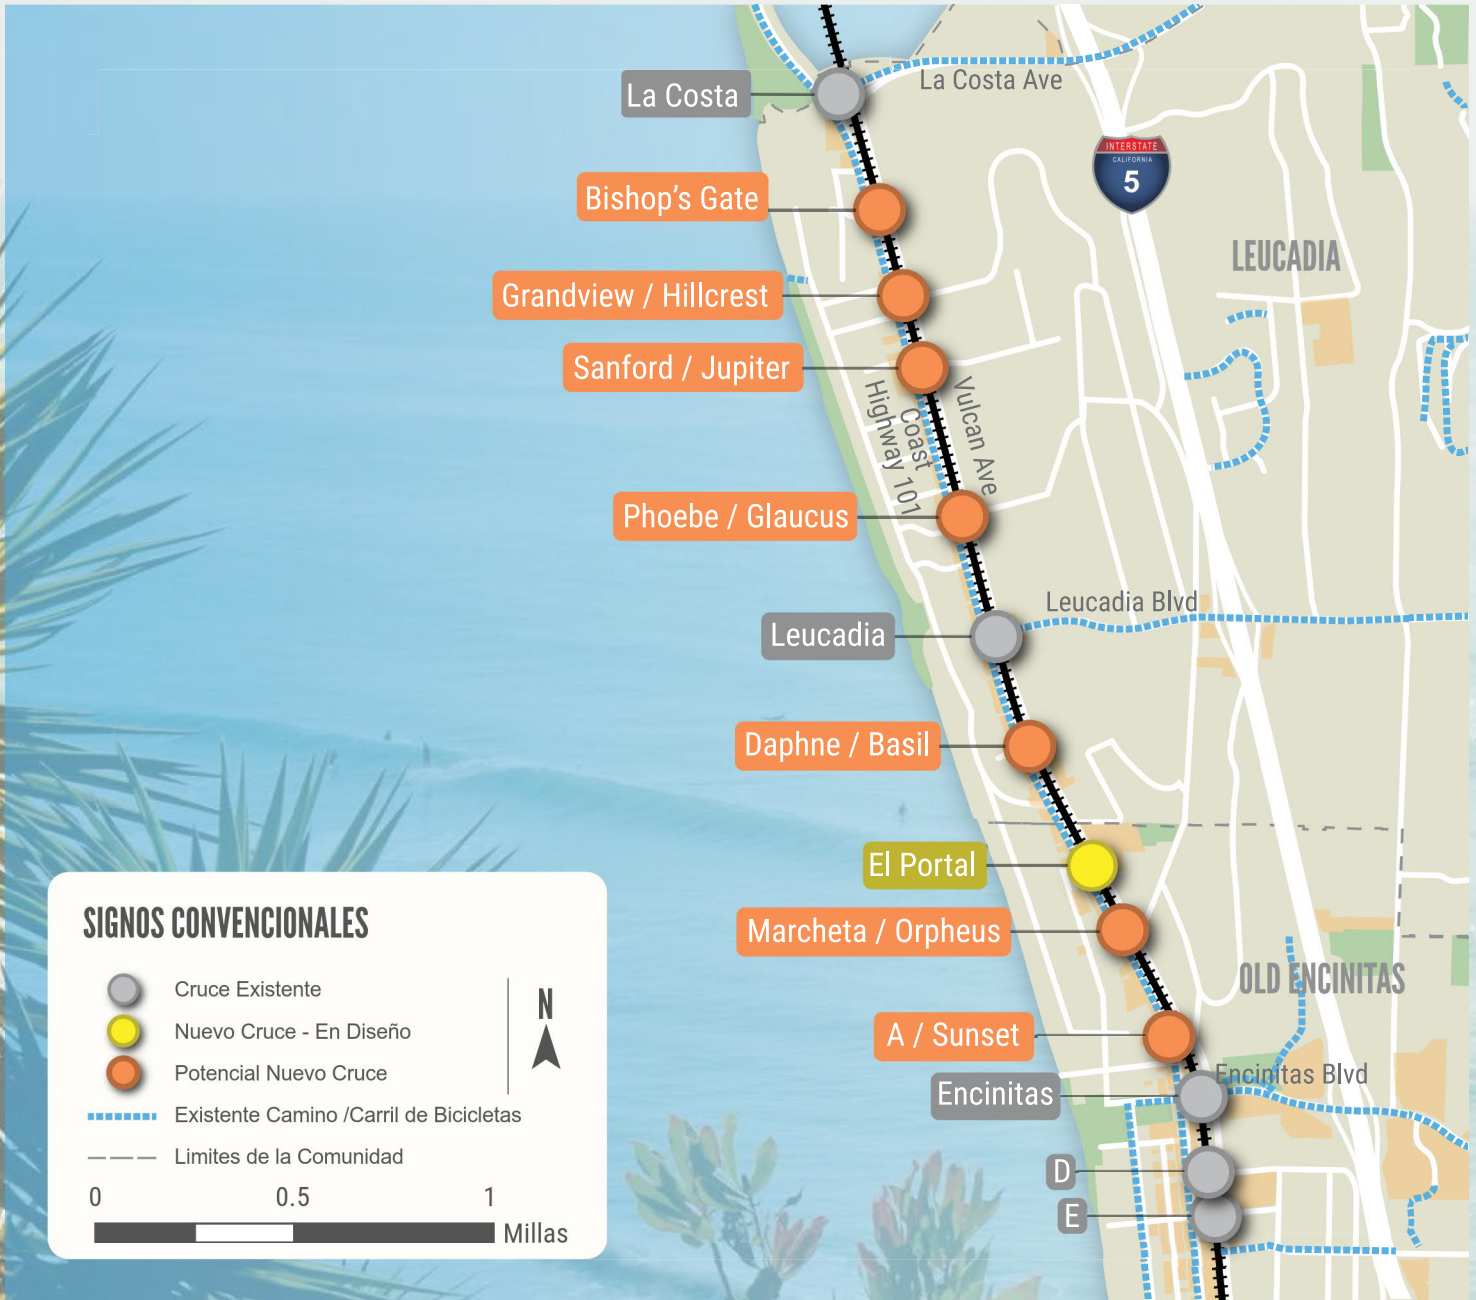 La Costa
La Costa Ave
INTERSTATE
CALIFORNIA
5
Bishop's Gate
LEUCADIA
Grandview / Hillcrest
Sanford / Jupiter
Vulcan Ave
Coast
Highway 101
Phoebe / Glaucus
Leucadia Blvd
Leucadia
Daphne / Basil
El Portal
Marcheta / Orpheus
OLD ENCINITAS
A / Sunset
Encinitas Blvd
Encinitas
D
E
SIGNOS CONVENCIONALES
Cruce Existente
Nuevo Cruce - En Diseño
Potencial Nuevo Cruce
Existente Camino /Carril de Bicicletas
Limites de la Comunidad
N
0 0.5 1
Millas